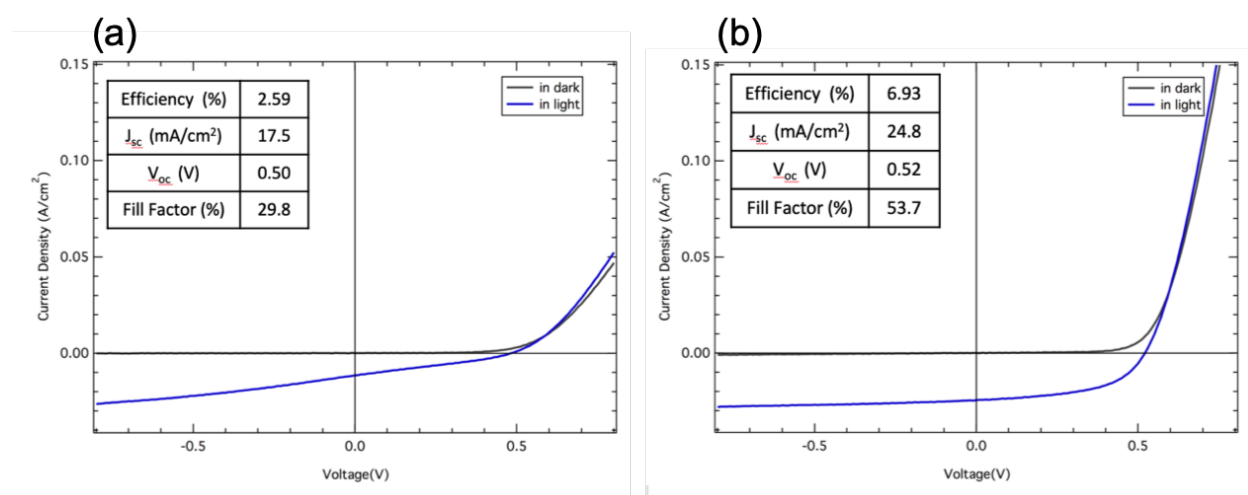 (a)
0.15
0.10
0.05
0.00
Current Density (A/cm²)
-0.5
0.0
0.5
Voltage(V)
Efficiency (%) 2.59
Jsc (mA/cm²) 17.5
Voc (V) 0.50
Fill Factor (%) 29.8
in dark
in light
(b)
0.15
0.10
0.05
0.00
Current Density (A/cm²)
-0.5
0.0
0.5
Voltage(V)
Efficiency (%) 6.93
Jsc (mA/cm²) 24.8
Voc (V) 0.52
Fill Factor (%) 53.7
in dark
in light